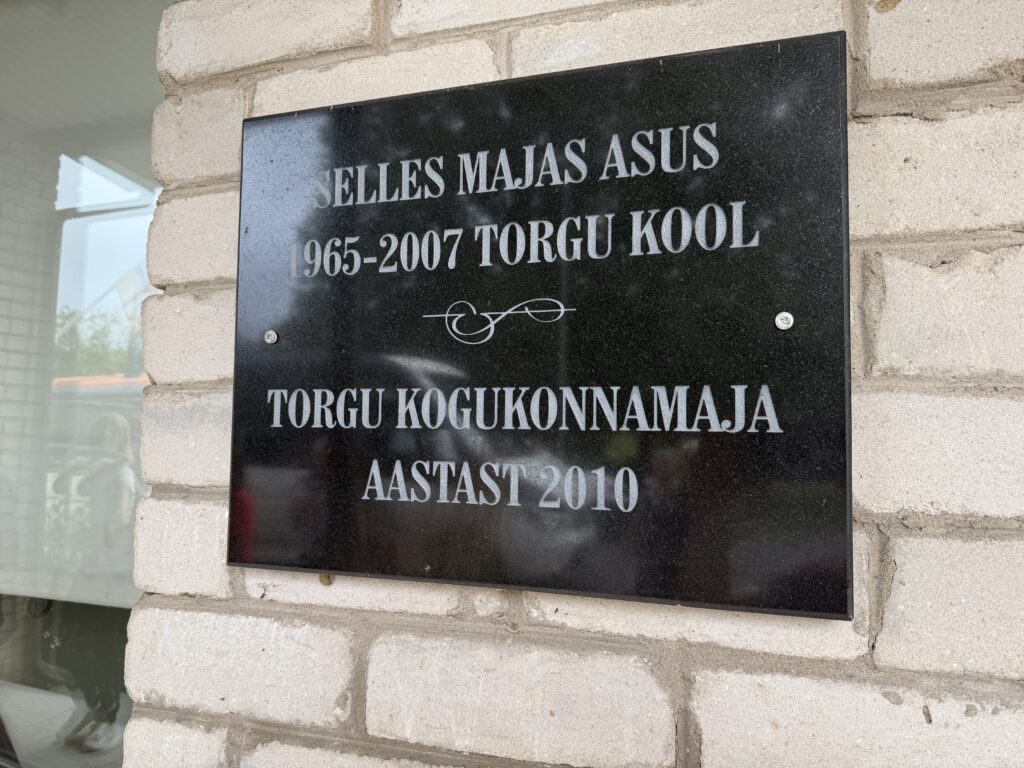 SELLES MAJAS ASUS
1965-2007 TORGU KOOL
TORGU KOGUKONNAMAJA
AASTAST 2010